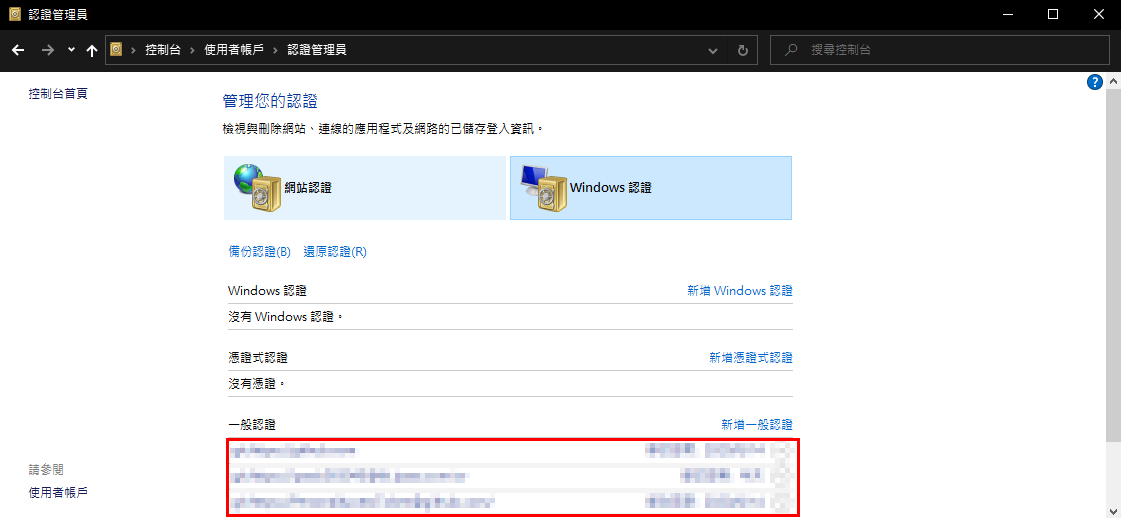 認證管理員
控制台 使用者帳戶 認證管理員
搜尋控制台
控制台首頁
管理您的認證
檢視與刪除網站、連線的應用程式及網路的已儲存登入資訊。
網站認證
Windows 認證
備份認證(B) 還原認證(R)
Windows 認證 新增 Windows 認證
沒有 Windows 認證。
憑證式認證 新增憑證式認證
沒有憑證。
一般認證 新增一般認證
請參閱
使用者帳戶